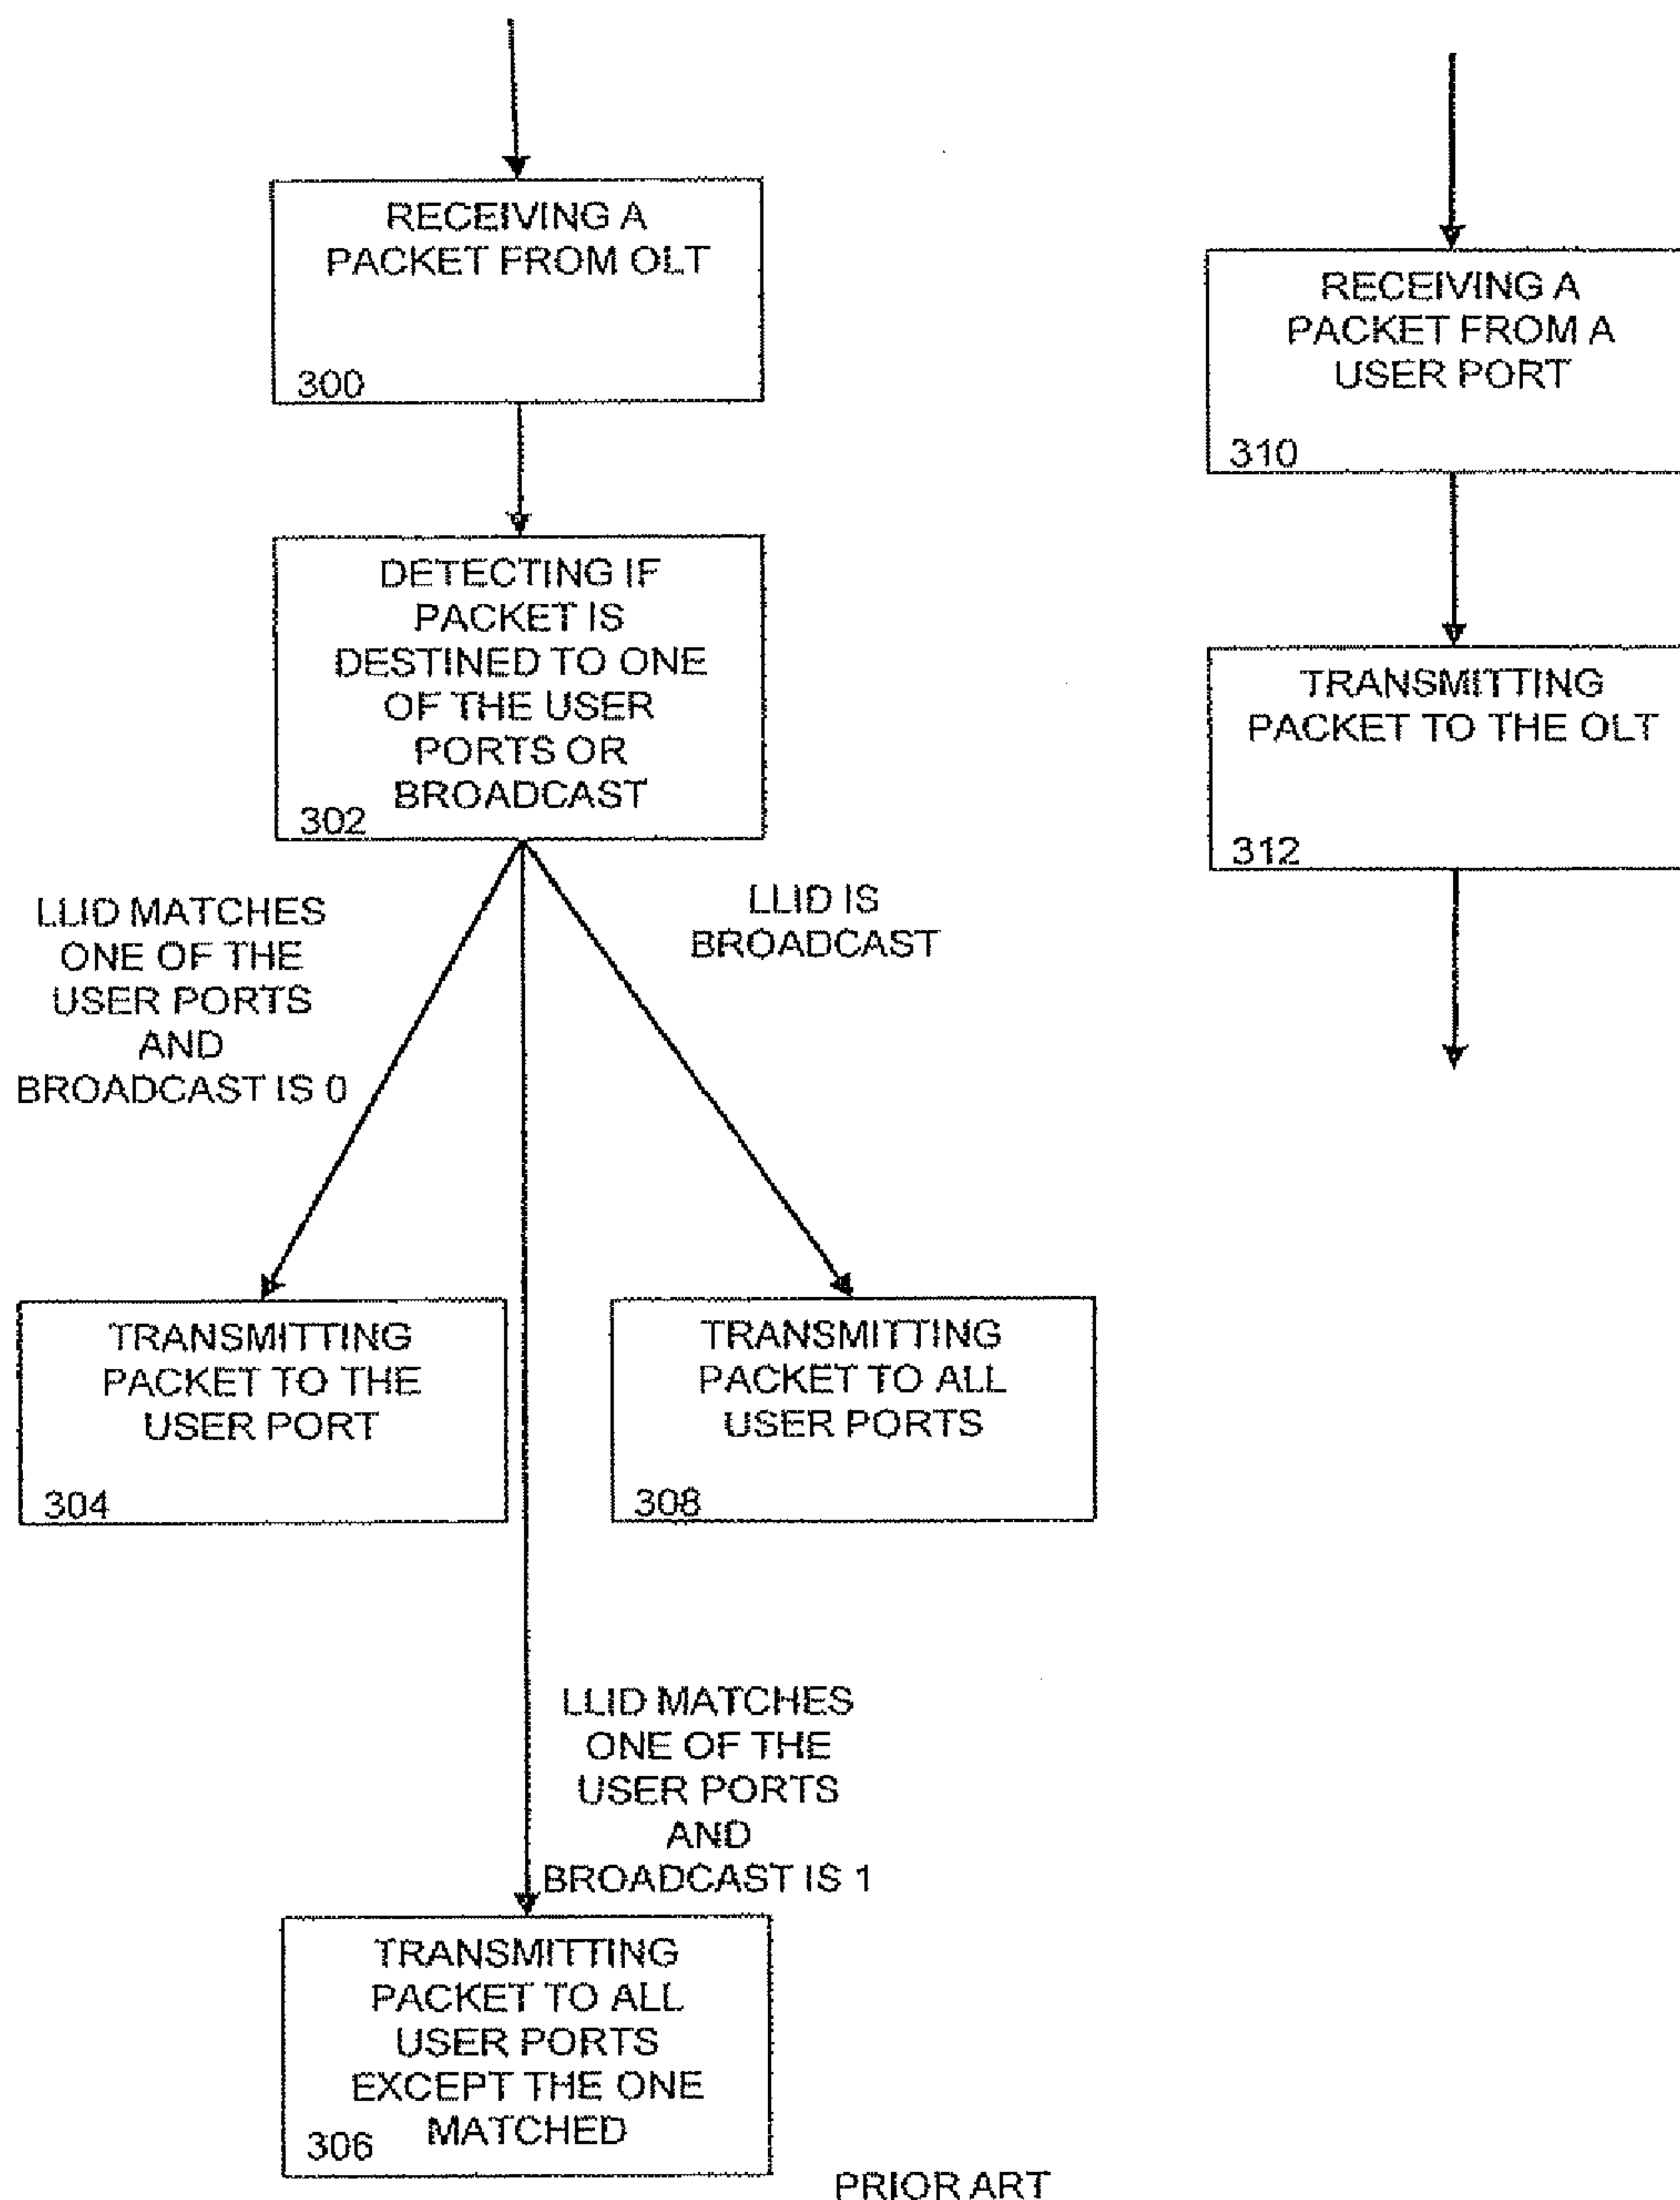 RECEIVING A
PACKET FROM OLT
300
DETECTING IF
PACKET IS
DESTINED TO ONE
OF THE USER
PORTS OR
BROADCAST
302
LLID MATCHES
ONE OF THE
USER PORTS
AND
BROADCAST IS 0
LLID IS
BROADCAST
TRANSMITTING
PACKET TO THE
USER PORT
304
TRANSMITTING
PACKET TO ALL
USER PORTS
308
LLID MATCHES
ONE OF THE
USER PORTS
AND
BROADCAST IS 1
TRANSMITTING
PACKET TO ALL
USER PORTS
EXCEPT THE ONE
MATCHED
306
RECEIVING A
PACKET FROM A
USER PORT
310
TRANSMITTING
PACKET TO THE OLT
312
PRIOR ART